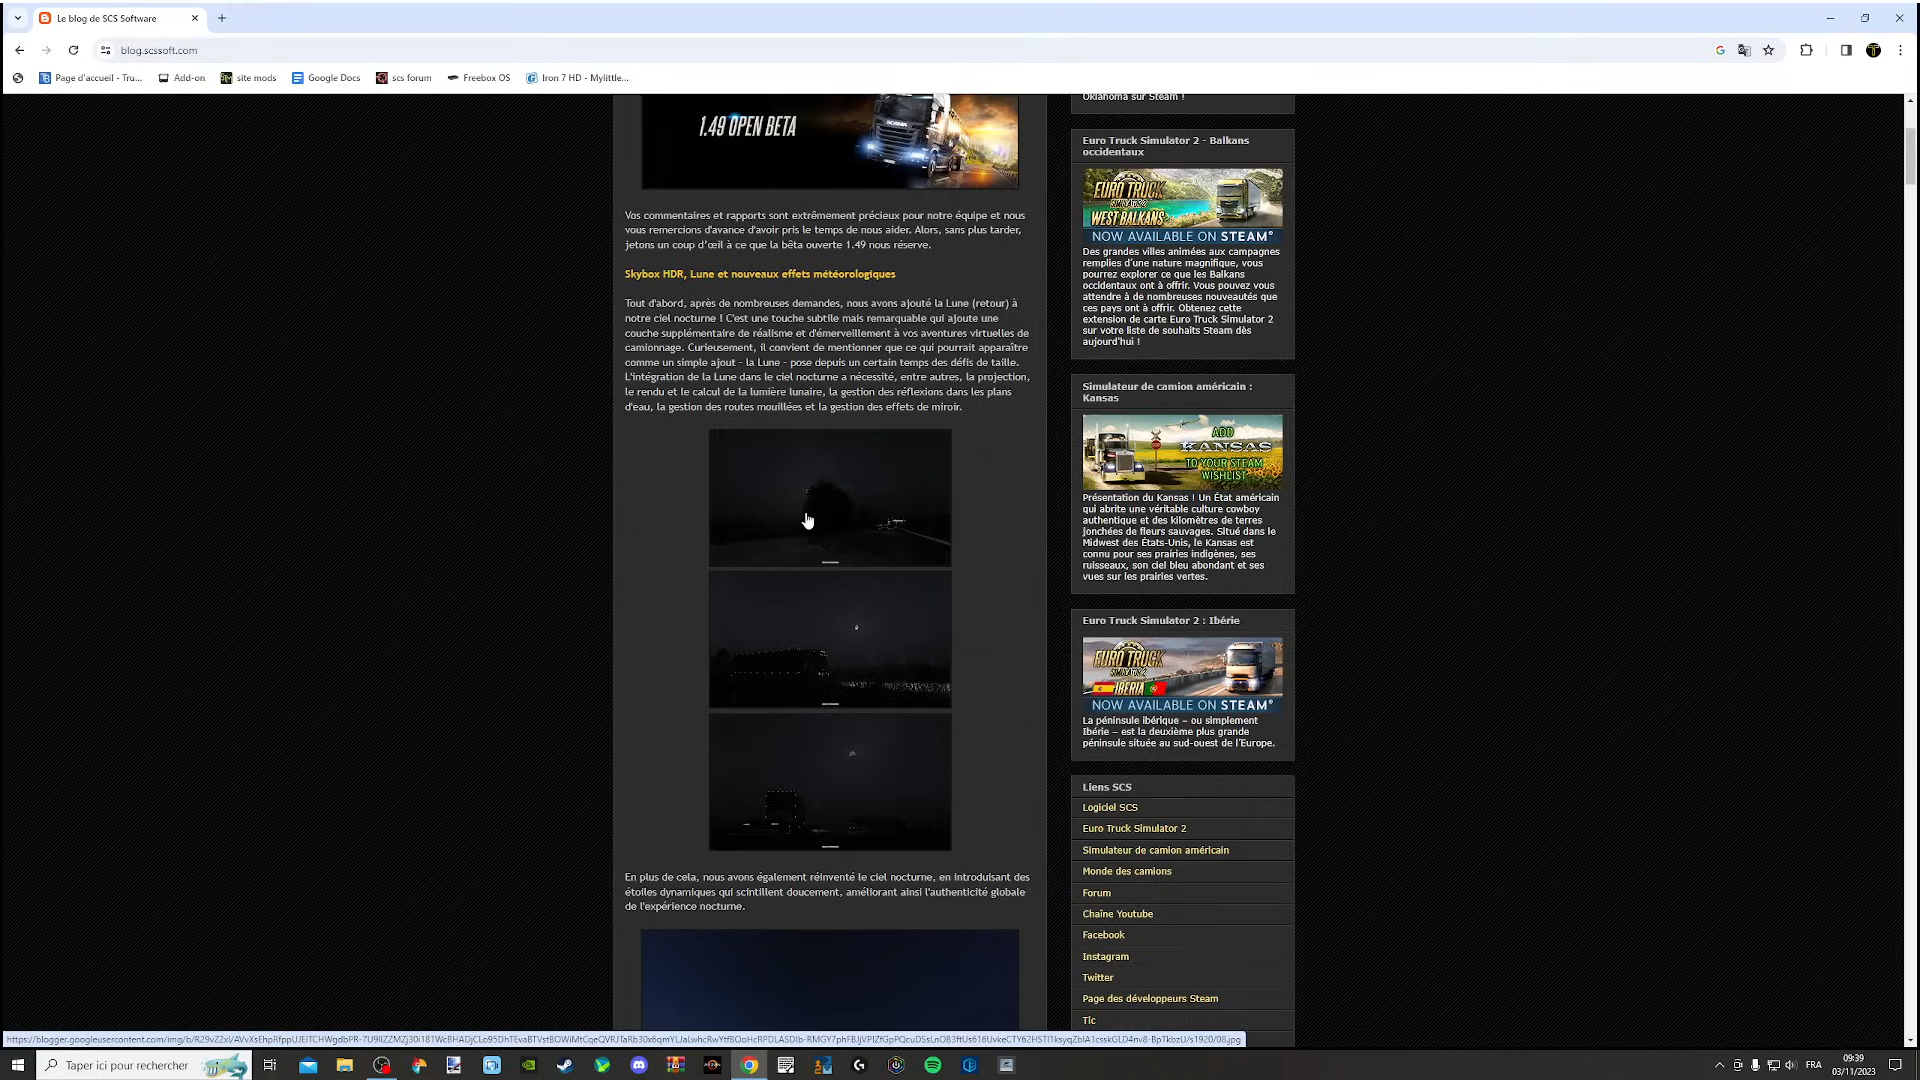 Le blog de SCS Software
blog.scssoft.com
Page d'accueil - Tru...
Add-on
site mods
Google Docs
scs forum
Freebox OS
Iron 7 HD - Mylittle...
1.49 OPEN BETA
Vos commentaires et rapports sont extrêmement précieux pour notre équipe et nous
vous remercions d'avance d'avoir pris le temps de nous aider. Alors, sans plus tarder,
jetons un coup d'œil à ce que la bêta ouverte 1.49 nous réserve.
Skybox HDR, Lune et nouveaux effets météorologiques
Tout d'abord, après de nombreuses demandes, nous avons ajouté la Lune (retour) à
notre ciel nocturne ! C'est une touche subtile mais remarquable qui ajoute une
couche supplémentaire de réalisme et d'émerveillement à vos aventures virtuelles de
camionnage. Curieusement, il convient de mentionner que ce qui pourrait apparaître
comme un simple ajout - la Lune - pose depuis un certain temps des défis de taille.
L'intégration de la Lune dans le ciel nocturne a nécessité, entre autres, la projection,
le rendu et le calcul de la lumière lunaire, la gestion des réflexions dans les plans
d'eau, la gestion des routes mouillées et la gestion des effets de miroir.
En plus de cela, nous avons également réinventé le ciel nocturne, en introduisant des
étoiles dynamiques qui scintillent doucement, améliorant ainsi l'authenticité globale
de l'expérience nocturne.
Oklahoma sur Steam !
Euro Truck Simulator 2 - Balkans
occidentaux
EURO TRUCK
SIMULATOR 2
WEST BALKANS
NOW AVAILABLE ON STEAM
Des grandes villes animées aux campagnes
remplies d'une nature magnifique, vous
pourrez explorer ce que les Balkans
occidentaux ont à offrir. Vous pouvez vous
attendre à de nombreuses nouveautés que
ces pays ont à offrir. Obtenez cette
extension de carte Euro Truck Simulator 2
sur votre liste de souhaits Steam dès
aujourd'hui !
Simulateur de camion américain :
Kansas
ADD
KANSAS
TO YOUR STEAM
WISHLIST
Présentation du Kansas ! Un État américain
qui abrite une véritable culture cowboy
authentique et des kilomètres de terres
jonchées de fleurs sauvages. Situé dans le
Midwest des États-Unis, le Kansas est
connu pour ses prairies indigènes, ses
ruisseaux, son ciel bleu abondant et ses
vues sur les prairies vertes.
Euro Truck Simulator 2 : Ibérie
EURO TRUCK
SIMULATOR 2
IBERIA
NOW AVAILABLE ON STEAM
La péninsule ibérique – ou simplement
Ibérie – est la deuxième plus grande
péninsule située au sud-ouest de l'Europe.
Liens SCS
Logiciel SCS
Euro Truck Simulator 2
Simulateur de camion américain
Monde des camions
Forum
Chaîne Youtube
Facebook
Instagram
Twitter
Page des développeurs Steam
Tic
Taper ici pour rechercher
FRA
09:39
03/11/2023